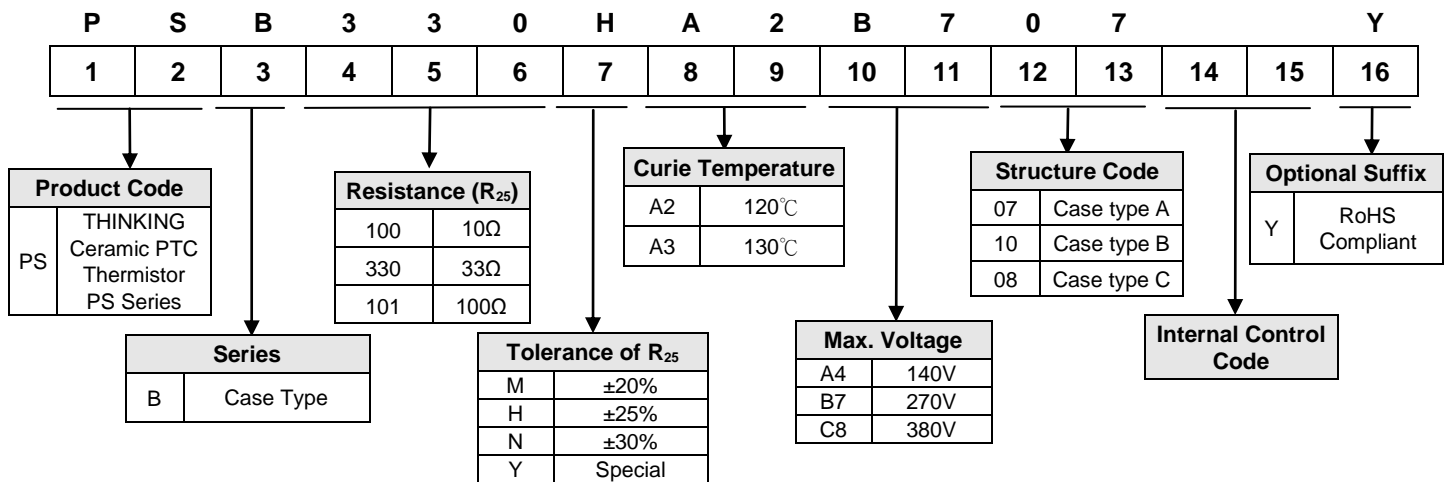 P S B 3 3 0 H A 2 B 7 0 7 Y
1 2 3 4 5 6 7 8 9 10 11 12 13 14 15 16
Product Code
PS THINKING
Ceramic PTC
Thermistor
PS Series
Series
B Case Type
Resistance (R25)
100 10Ω
330 33Ω
101 100Ω
Tolerance of R25
M ±20%
H ±25%
N ±30%
Y Special
Curie Temperature
A2 120℃
A3 130℃
Max. Voltage
A4 140V
B7 270V
C8 380V
Structure Code
07 Case type A
10 Case type B
08 Case type C
Internal Control
Code
Optional Suffix
Y RoHS
Compliant